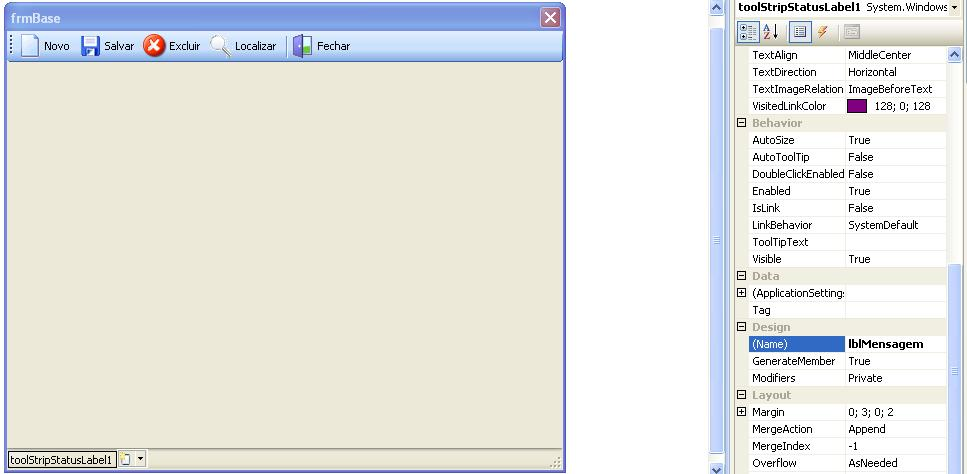 frmBase
Novo Salvar Excluir Localizar Fechar
toolStripStatusLabel1
toolStripStatusLabel1 System.Windows
TextAlign MiddleCenter
TextDirection Horizontal
TextImageRelation ImageBeforeText
VisitedLinkColor 128; 0; 128
Behavior
AutoSize True
AutoToolTip False
DoubleClickEnabled False
Enabled True
IsLink False
LinkBehavior SystemDefault
ToolTipText
Visible True
Data
(ApplicationSettings
Tag
Design
(Name) lblMensagem
GenerateMember True
Modifiers Private
Layout
Margin 0; 3; 0; 2
MergeAction Append
MergeIndex -1
Overflow AsNeeded